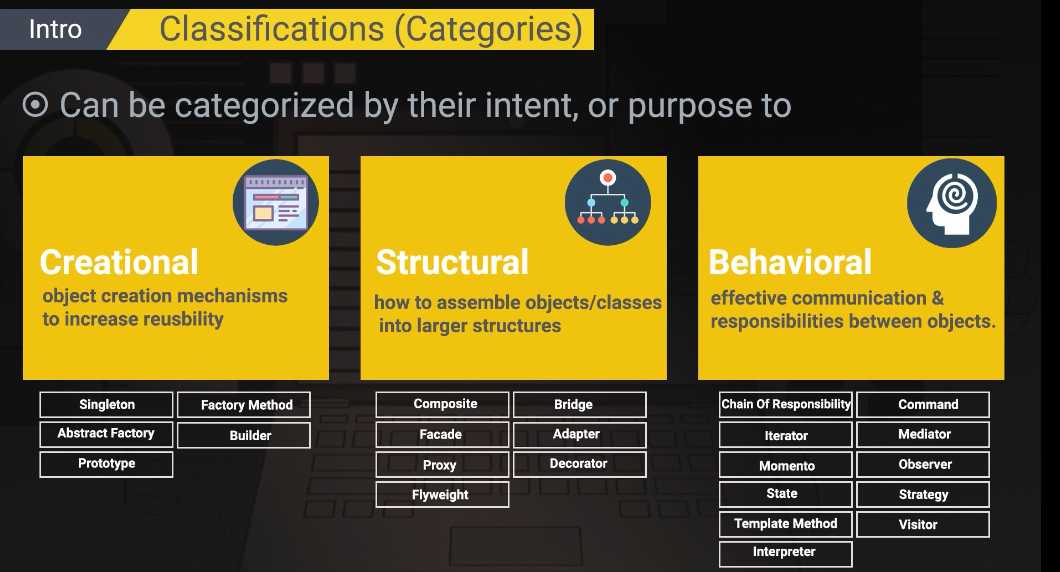 Intro
Classifications (Categories)
Can be categorized by their intent, or purpose to
Creational
object creation mechanisms
to increase reusbility
Singleton
Factory Method
Abstract Factory
Builder
Prototype
Structural
how to assemble objects/classes
into larger structures
Composite
Bridge
Facade
Adapter
Proxy
Decorator
Flyweight
Behavioral
effective communication &
responsibilities between objects.
Chain Of Responsibility
Command
Iterator
Mediator
Momento
Observer
State
Strategy
Template Method
Visitor
Interpreter